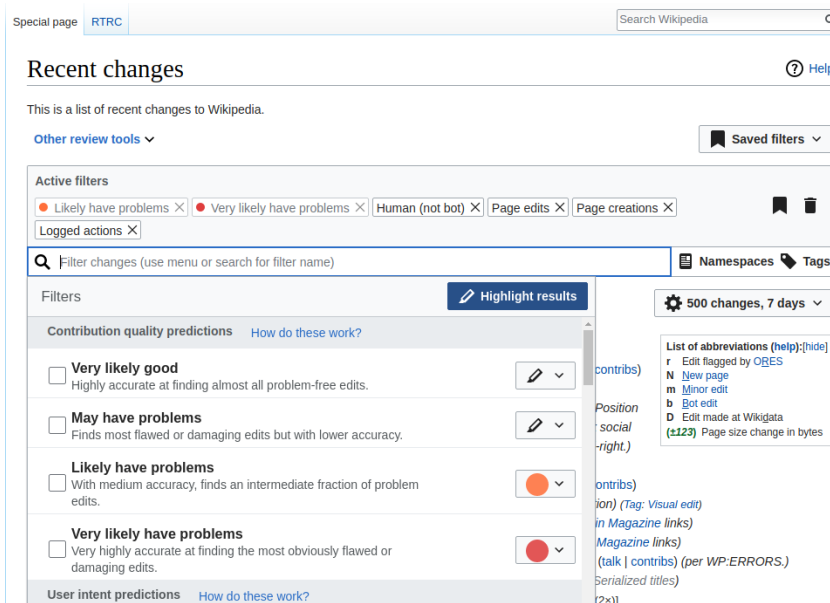 Special page RTRC Search Wikipedia
Recent changes
Help
This is a list of recent changes to Wikipedia.
Other review tools
Saved filters
Active filters
Likely have problems Very likely have problems Human (not bot) Page edits Page creations
Logged actions
Filter changes (use menu or search for filter name) Namespaces Tags
Filters Highlight results
500 changes, 7 days
Contribution quality predictions How do these work?
Very likely good
Highly accurate at finding almost all problem-free edits.
May have problems
Finds most flawed or damaging edits but with lower accuracy.
Likely have problems
With medium accuracy, finds an intermediate fraction of problem
edits.
Very likely have problems
Very highly accurate at finding the most obviously flawed or
damaging edits.
User intent predictions How do these work?
List of abbreviations (help):[hide]
r Edit flagged by ORES
N New page
m Minor edit
b Bot edit
D Edit made at Wikidata
(±123) Page size change in bytes
contribs)
Position
social
-right.)
ontribs)
ion) (Tag: Visual edit)
in Magazine links)
Magazine links)
(talk | contribs) (per WP:ERRORS.)
Serialized titles)
(2×)]